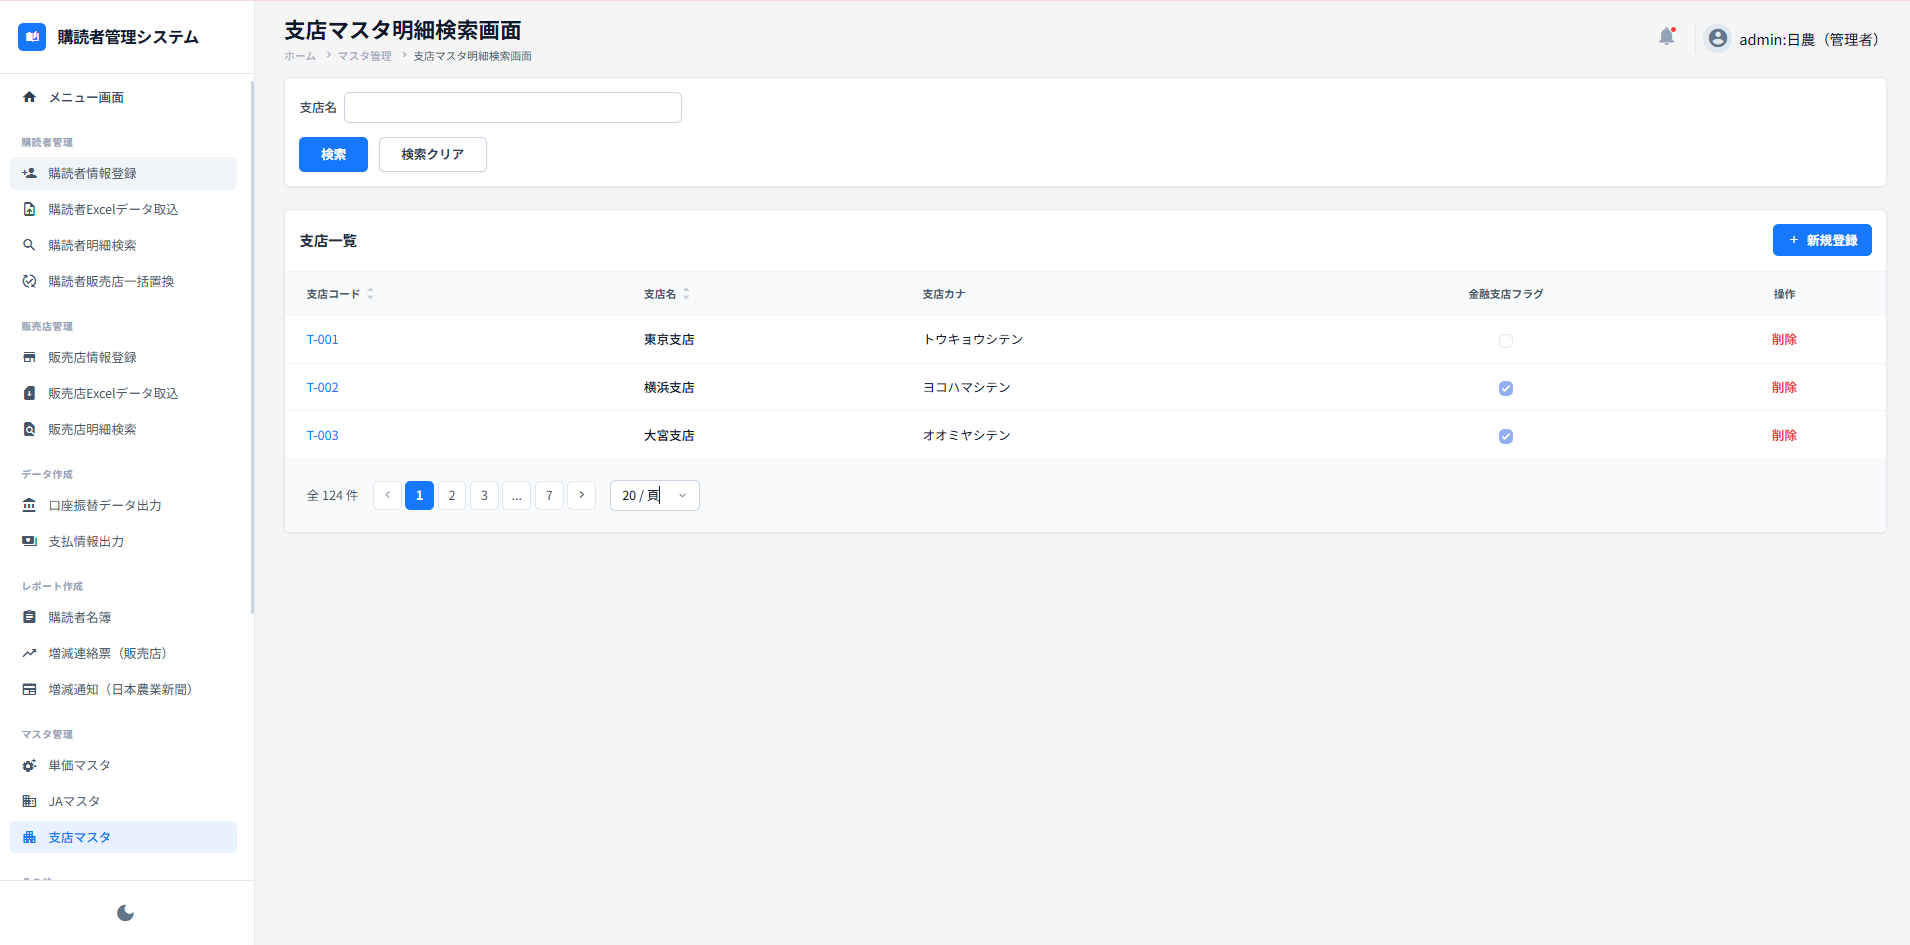 購読者管理システム
メニュー画面
購読者管理
購読者情報登録
購読者Excelデータ取込
購読者明細検索
購読者販売店一括置換
販売店管理
販売店情報登録
販売店Excelデータ取込
販売店明細検索
データ作成
口座振替データ出力
支払情報出力
レポート作成
購読者名簿
増減連絡票（販売店）
増減通知（日本農業新聞）
マスタ管理
単価マスタ
JAマスタ
支店マスタ
支店マスタ明細検索画面
ホーム > マスタ管理 > 支店マスタ明細検索画面
admin:日農（管理者）
支店名
検索 検索クリア
支店一覧
+ 新規登録
支店コード 支店名 支店カナ 金融支店フラグ 操作
T-001 東京支店 トウキョウシテン 削除
T-002 横浜支店 ヨコハマシテン 削除
T-003 大宮支店 オオミヤシテン 削除
全 124 件 < 1 2 3 ... 7 > 20 / 頁